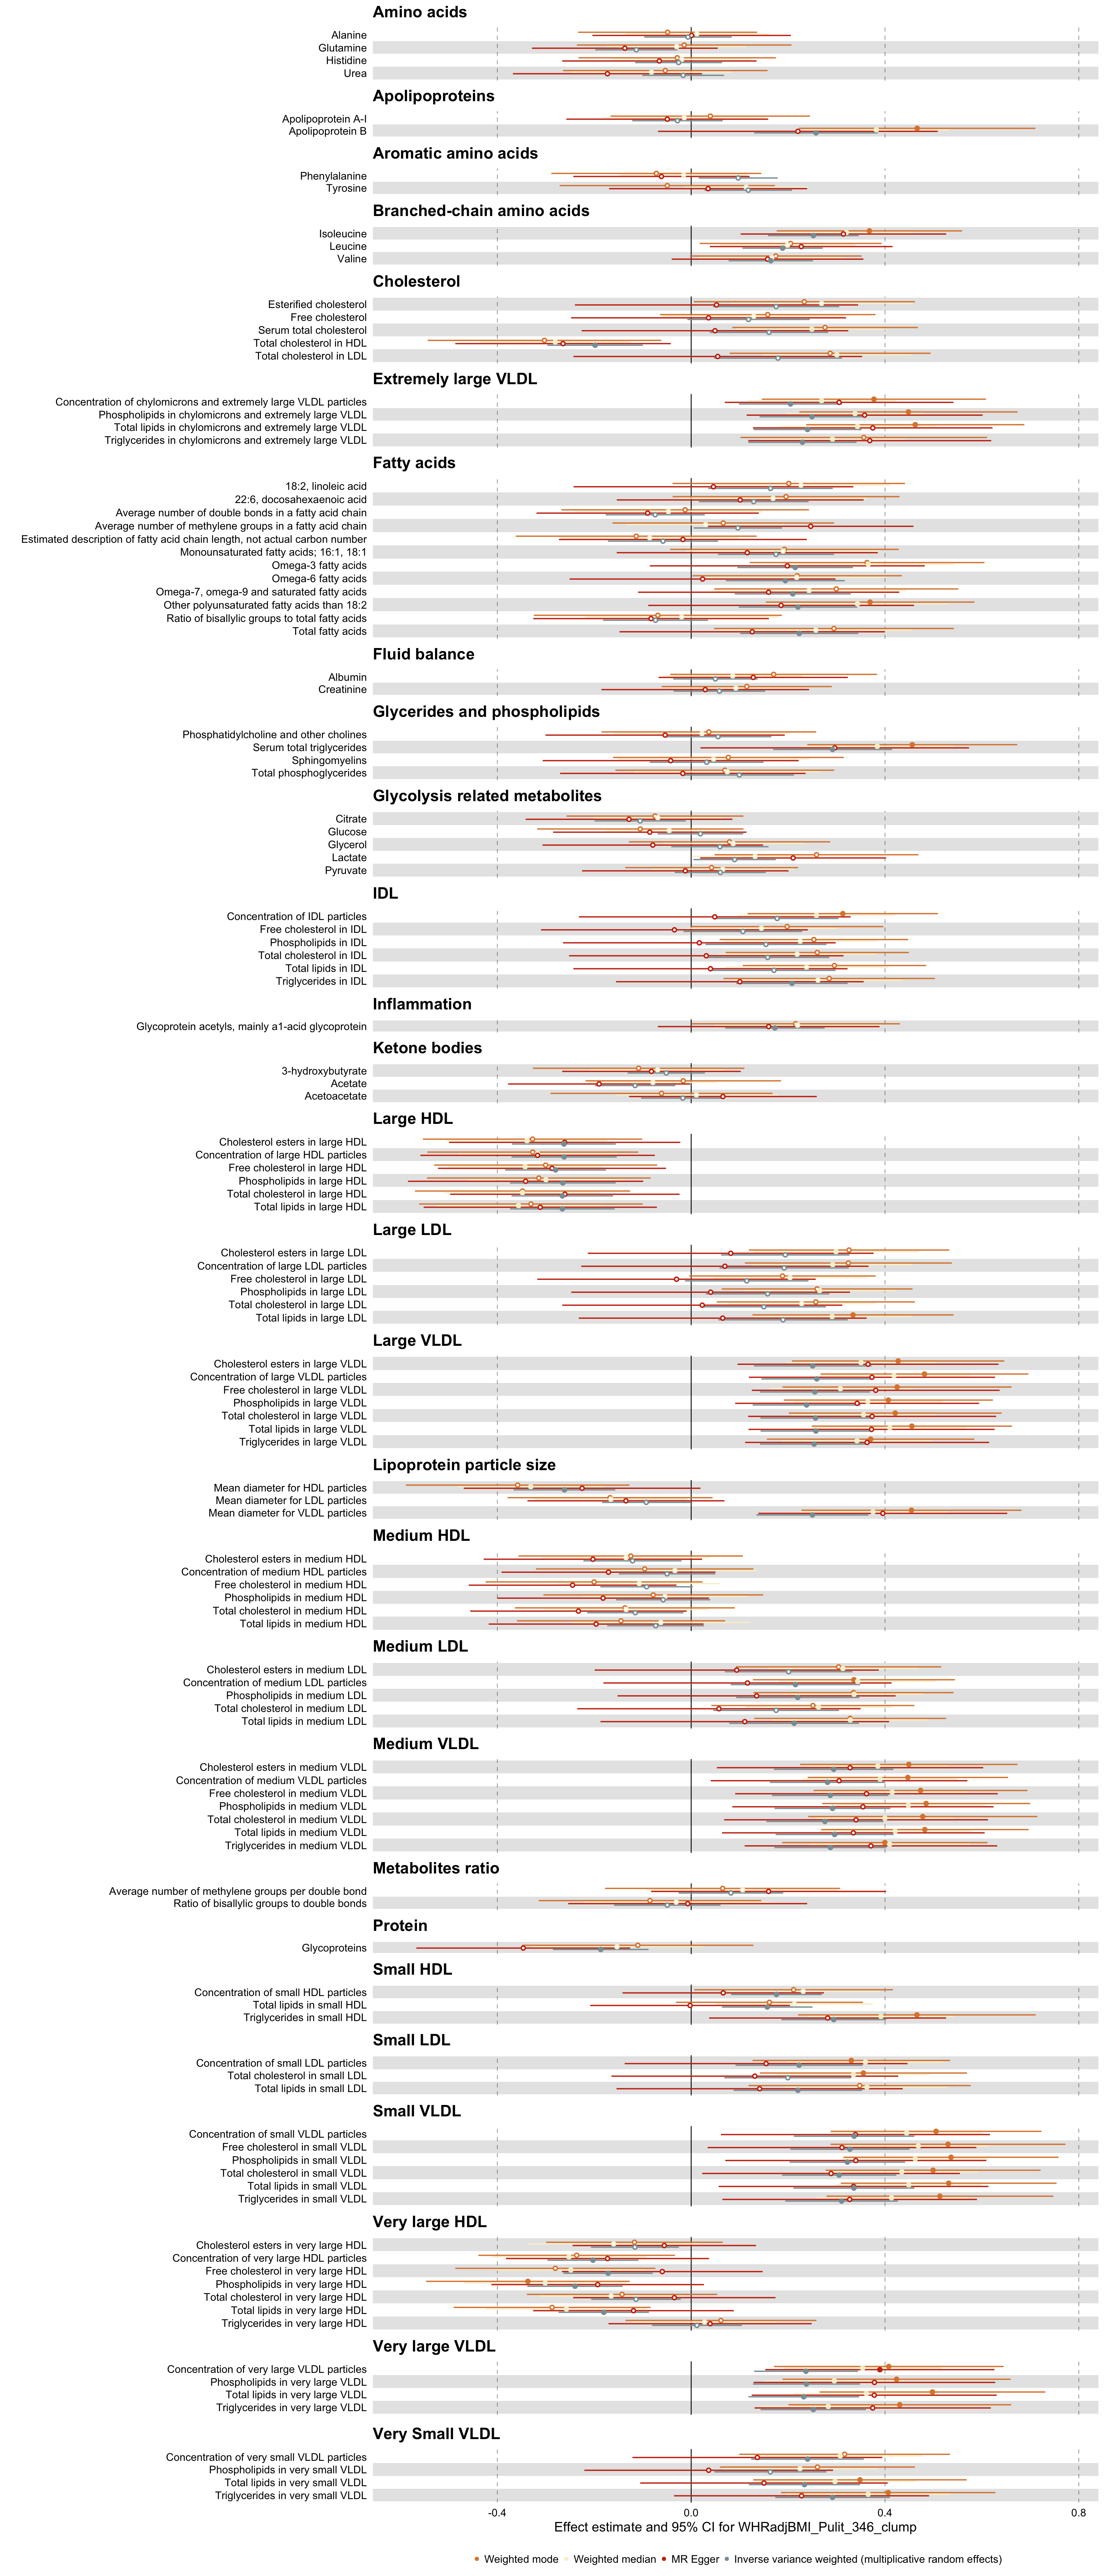 Amino acids
Alanine
Glutamine
Histidine
Urea
Apolipoproteins
Apolipoprotein A-I
Apolipoprotein B
Aromatic amino acids
Phenylalanine
Tyrosine
Branched-chain amino acids
Isoleucine
Leucine
Valine
Cholesterol
Esterified cholesterol
Free cholesterol
Serum total cholesterol
Total cholesterol in HDL
Total cholesterol in LDL
Extremely large VLDL
Concentration of chylomicrons and extremely large VLDL particles
Phospholipids in chylomicrons and extremely large VLDL
Total lipids in chylomicrons and extremely large VLDL
Triglycerides in chylomicrons and extremely large VLDL
Fatty acids
18:2, linoleic acid
22:6, docosahexaenoic acid
Average number of double bonds in a fatty acid chain
Average number of methylene groups in a fatty acid chain
Estimated description of fatty acid chain length, not actual carbon number
Monounsaturated fatty acids; 16:1, 18:1
Omega-3 fatty acids
Omega-6 fatty acids
Omega-7, omega-9 and saturated fatty acids
Other polyunsaturated fatty acids than 18:2
Ratio of bisallylic groups to total fatty acids
Total fatty acids
Fluid balance
Albumin
Creatinine
Glycerides and phospholipids
Phosphatidylcholine and other cholines
Serum total triglycerides
Sphingomyelins
Total phosphoglycerides
Glycolysis related metabolites
Citrate
Glucose
Glycerol
Lactate
Pyruvate
IDL
Concentration of IDL particles
Free cholesterol in IDL
Phospholipids in IDL
Total cholesterol in IDL
Total lipids in IDL
Triglycerides in IDL
Inflammation
Glycoprotein acetyls, mainly a1-acid glycoprotein
Ketone bodies
3-hydroxybutyrate
Acetate
Acetoacetate
Large HDL
Cholesterol esters in large HDL
Concentration of large HDL particles
Free cholesterol in large HDL
Phospholipids in large HDL
Total cholesterol in large HDL
Total lipids in large HDL
Large LDL
Cholesterol esters in large LDL
Concentration of large LDL particles
Free cholesterol in large LDL
Phospholipids in large LDL
Total cholesterol in large LDL
Total lipids in large LDL
Large VLDL
Cholesterol esters in large VLDL
Concentration of large VLDL particles
Free cholesterol in large VLDL
Phospholipids in large VLDL
Total cholesterol in large VLDL
Total lipids in large VLDL
Triglycerides in large VLDL
Lipoprotein particle size
Mean diameter for HDL particles
Mean diameter for LDL particles
Mean diameter for VLDL particles
Medium HDL
Cholesterol esters in medium HDL
Concentration of medium HDL particles
Free cholesterol in medium HDL
Phospholipids in medium HDL
Total cholesterol in medium HDL
Total lipids in medium HDL
Medium LDL
Cholesterol esters in medium LDL
Concentration of medium LDL particles
Phospholipids in medium LDL
Total cholesterol in medium LDL
Total lipids in medium LDL
Medium VLDL
Cholesterol esters in medium VLDL
Concentration of medium VLDL particles
Free cholesterol in medium VLDL
Phospholipids in medium VLDL
Total cholesterol in medium VLDL
Total lipids in medium VLDL
Triglycerides in medium VLDL
Metabolites ratio
Average number of methylene groups per double bond
Ratio of bisallylic groups to double bonds
Protein
Glycoproteins
Small HDL
Concentration of small HDL particles
Total lipids in small HDL
Triglycerides in small HDL
Small LDL
Concentration of small LDL particles
Total cholesterol in small LDL
Total lipids in small LDL
Small VLDL
Concentration of small VLDL particles
Free cholesterol in small VLDL
Phospholipids in small VLDL
Total cholesterol in small VLDL
Total lipids in small VLDL
Triglycerides in small VLDL
Very large HDL
Cholesterol esters in very large HDL
Concentration of very large HDL particles
Free cholesterol in very large HDL
Phospholipids in very large HDL
Total cholesterol in very large HDL
Total lipids in very large HDL
Triglycerides in very large HDL
Very large VLDL
Concentration of very large VLDL particles
Phospholipids in very large VLDL
Total lipids in very large VLDL
Triglycerides in very large VLDL
Very Small VLDL
Concentration of very small VLDL particles
Phospholipids in very small VLDL
Total lipids in very small VLDL
Triglycerides in very small VLDL
-0.4 0.0 0.4 0.8
Effect estimate and 95% CI for WHRadjBMI_Pulit_346_clump
Weighted mode Weighted median MR Egger Inverse variance weighted (multiplicative random effects)